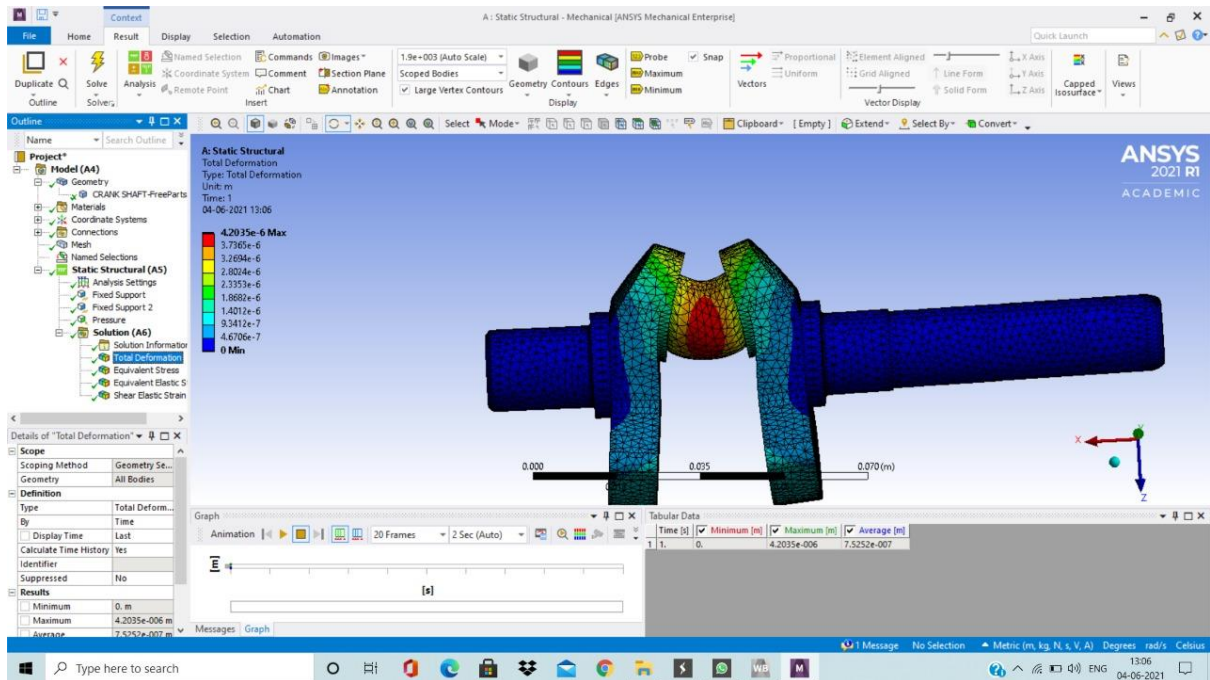 Context
A : Static Structural - Mechanical [ANSYS Mechanical Enterprise]
File Home Result Display Selection Automation
Quick Launch
Duplicate Q
Outline
Solve
Solver
Analysis
Named Selection
Coordinate System
Remote Point
Commands
Comment
Chart
Images
Section Plane
Annotation
Insert
1.9e+003 (Auto Scale)
Scoped Bodies
Large Vertex Contours
Geometry Contours Edges
Display
Probe
Maximum
Minimum
Snap
Vectors
Proportional
Uniform
Element Aligned
Grid Aligned
Line Form
Solid Form
X Axis
Y Axis
Z Axis
Vector Display
Capped
Isosurface
Views
Outline
Name Search Outline
Select Mode Clipboard [Empty] Extend Select By Convert
Project*
Model (A4)
Geometry
CRANK SHAFT-FreeParts
Materials
Coordinate Systems
Connections
Mesh
Named Selections
Static Structural (A5)
Analysis Settings
Fixed Support
Fixed Support 2
Pressure
Solution (A6)
Solution Informatior
Total Deformation
Equivalent Stress
Equivalent Elastic S
Shear Elastic Strain
A: Static Structural
Total Deformation
Type: Total Deformation
Unit: m
Time: 1
04-06-2021 13:06
4.2035e-6 Max
3.7365e-6
3.2694e-6
2.8024e-6
2.3353e-6
1.8682e-6
1.4012e-6
9.3412e-7
4.6706e-7
0 Min
ANSYS
2021 R1
ACADEMIC
0.000 0.035 0.070 (m)
X
Z
Details of "Total Deformation"
Scope
Scoping Method Geometry Se...
Geometry All Bodies
Definition
Type Total Deform...
By Time
Display Time Last
Calculate Time History Yes
Identifier
Suppressed No
Results
Minimum 0. m
Maximum 4.2035e-006 m
Average 7.5252e-007 m
Graph
Animation 20 Frames 2 Sec (Auto)
[s]
Messages Graph
Tabular Data
Time [s] Minimum [m] Maximum [m] Average [m]
1 1. 0. 4.2035e-006 7.5252e-007
1 Message No Selection Metric (m, kg, N, s, V, A) Degrees rad/s Celsius
Type here to search
WB
M
ENG
13:06
04-06-2021